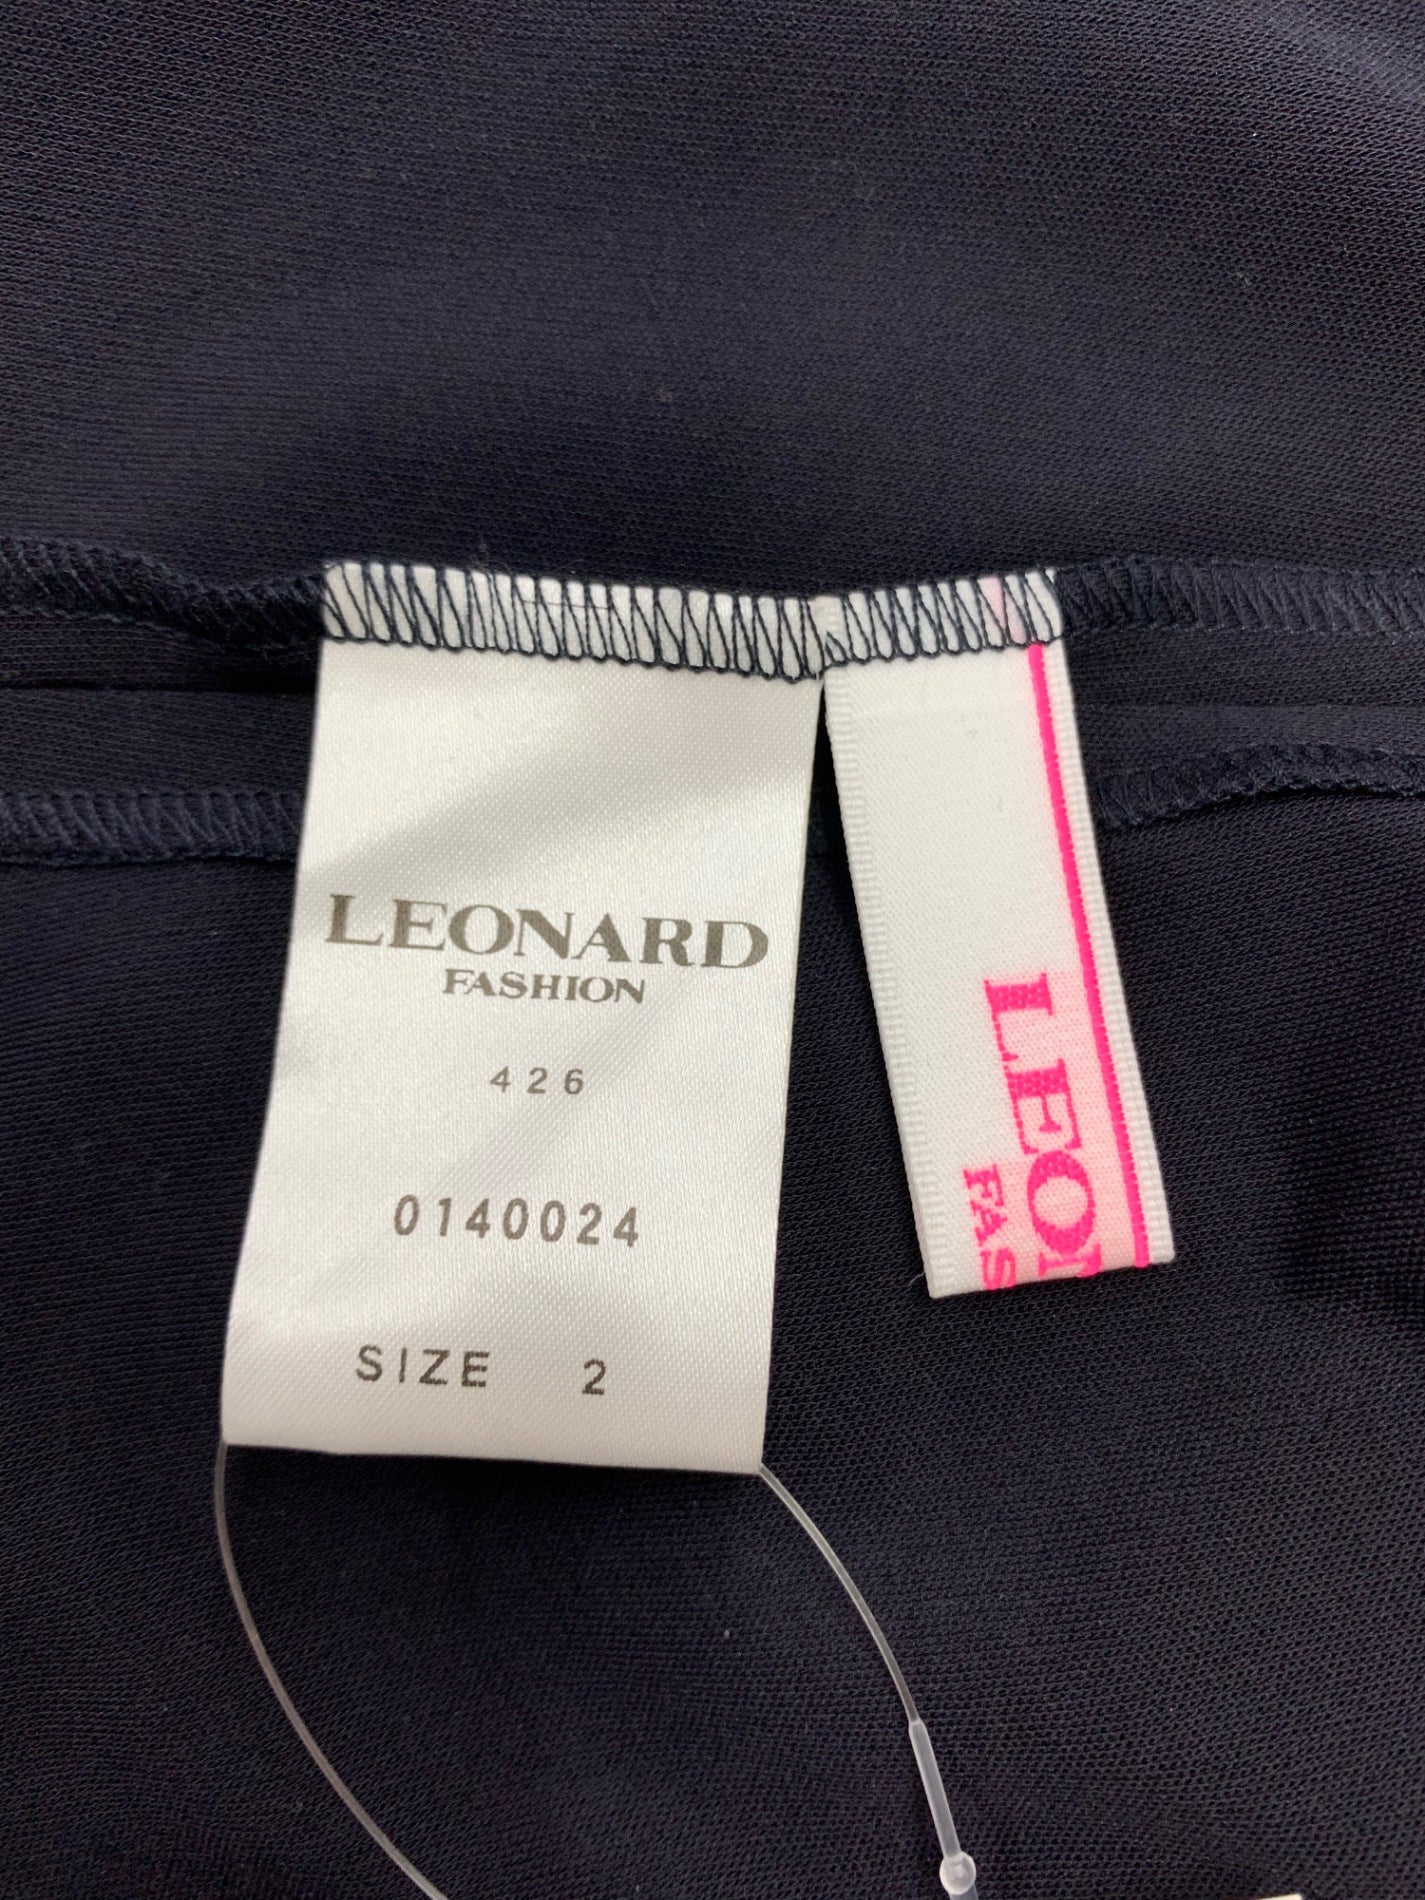 LEONARD
FASHION
426
0140024
SIZE 2
LEO
FAS